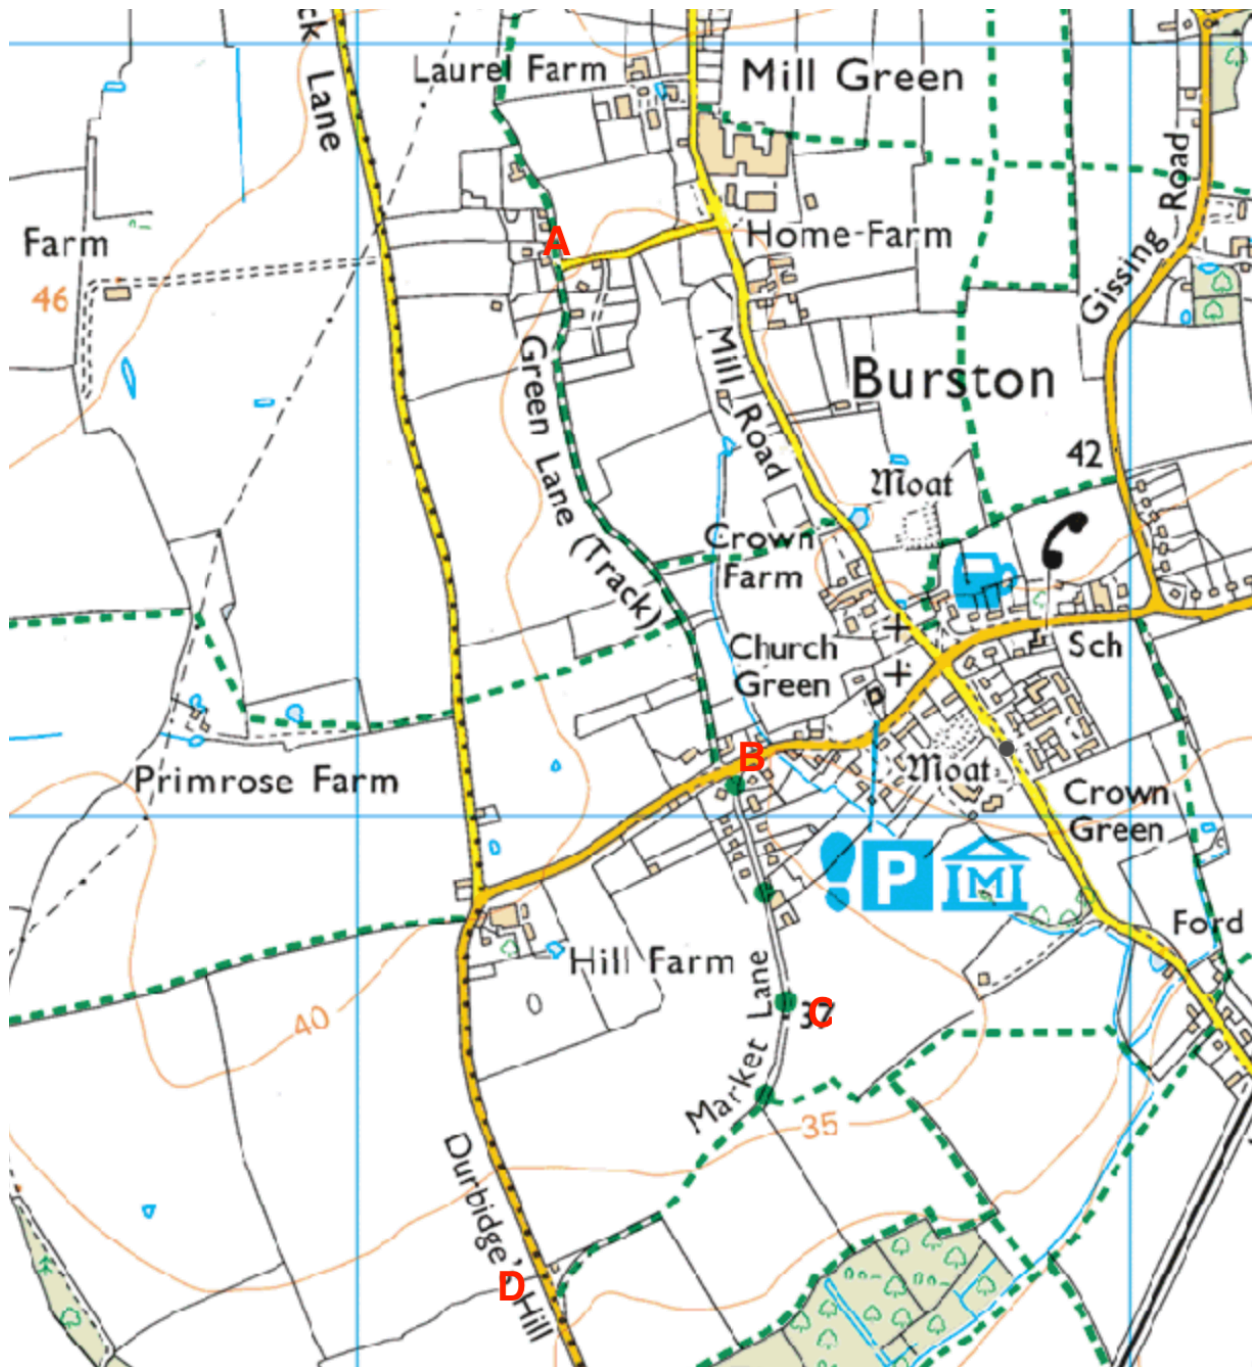 ck Lane
Laurel Farm
Mill Green
Gissing Road
Farm
A
Home Farm
46
Green Lane (Track)
Mill Road
Burston
42
Moat
Crown
Farm
Church
Green
Sch
B
Moat
Primrose Farm
Crown
Green
P
M
Ford
Hill Farm
Market Lane
37
C
40
35
Durbidge's Hill
D